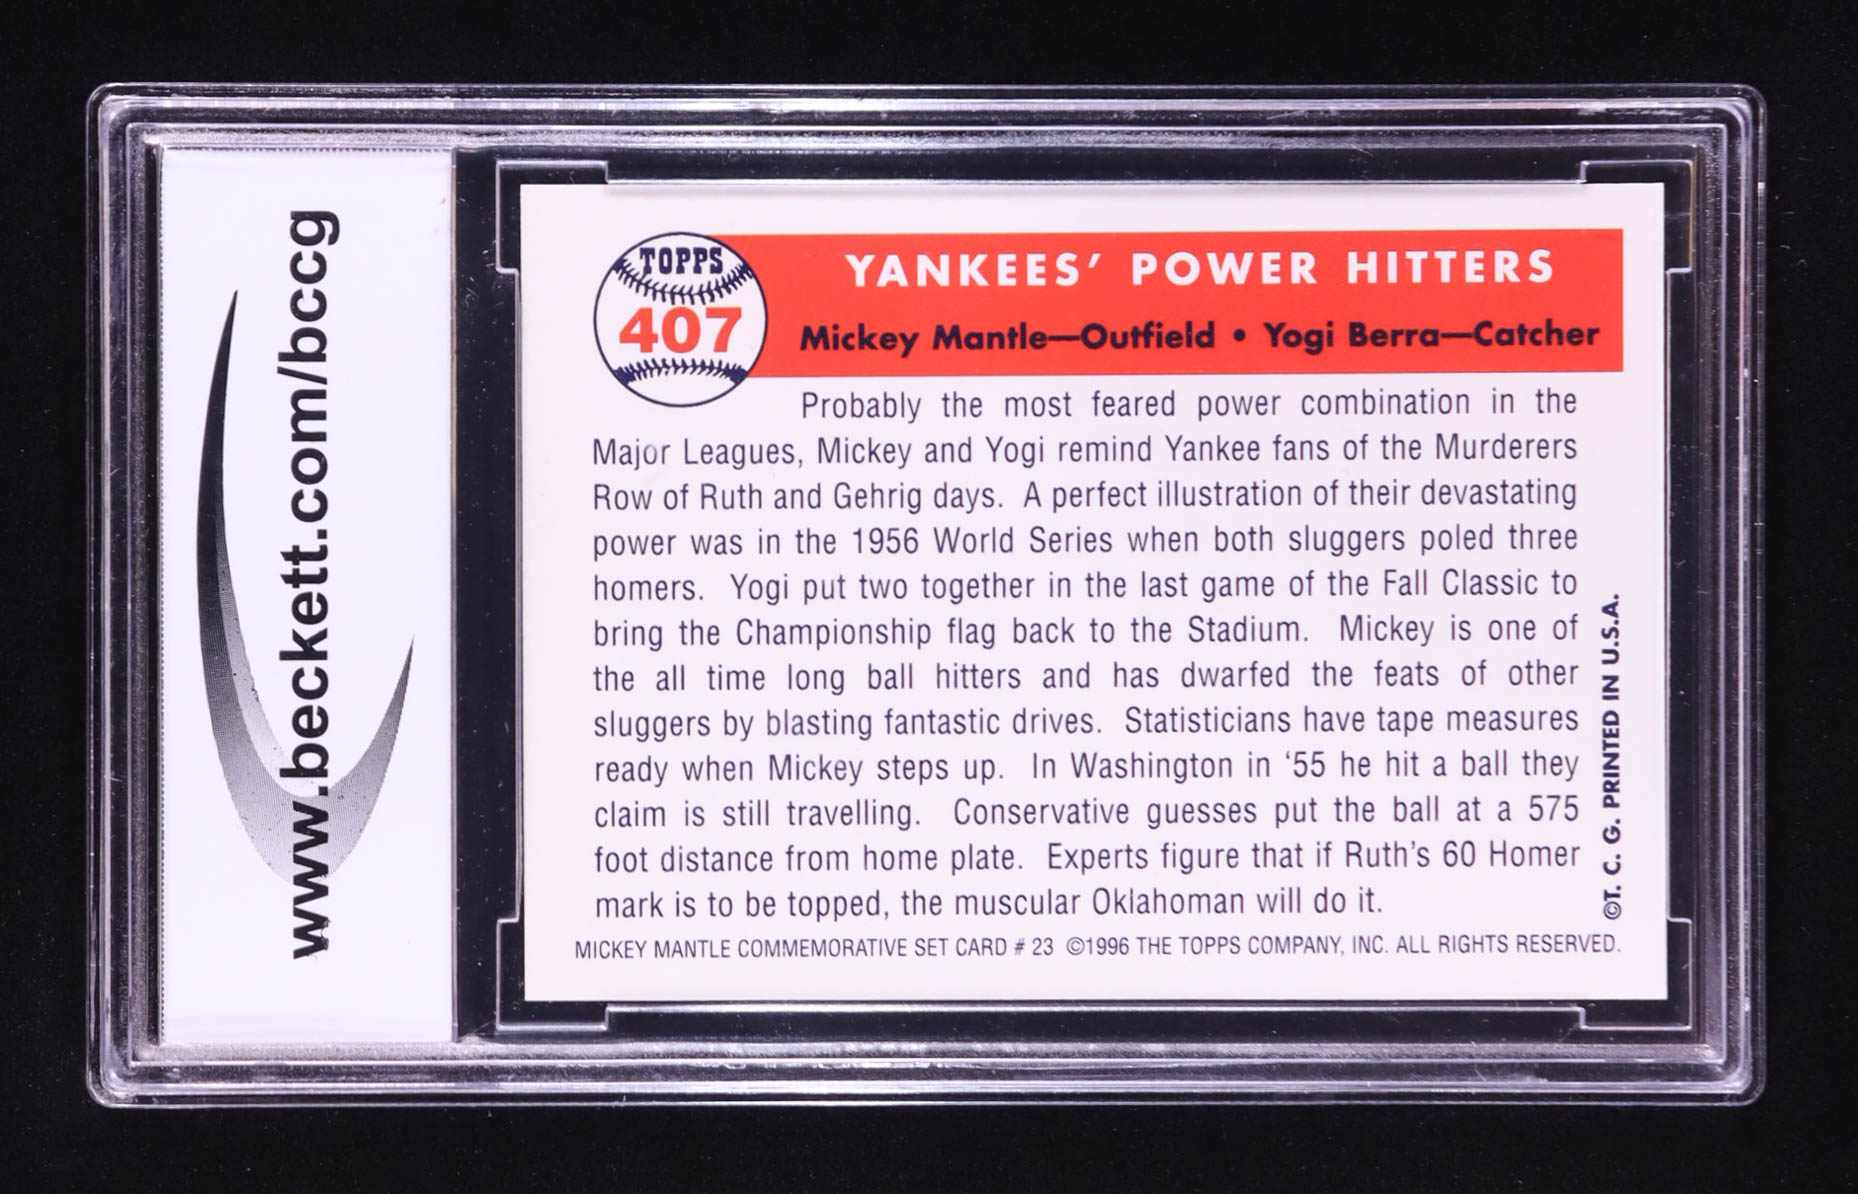 www.beckett.com/bccg
TOPPS
407
YANKEES' POWER HITTERS
Mickey Mantle—Outfield • Yogi Berra—Catcher
Probably the most feared power combination in the
Major Leagues, Mickey and Yogi remind Yankee fans of the Murderers
Row of Ruth and Gehrig days. A perfect illustration of their devastating
power was in the 1956 World Series when both sluggers poled three
homers. Yogi put two together in the last game of the Fall Classic to
bring the Championship flag back to the Stadium. Mickey is one of
the all time long ball hitters and has dwarfed the feats of other
sluggers by blasting fantastic drives. Statisticians have tape measures
ready when Mickey steps up. In Washington in ‘55 he hit a ball they
claim is still travelling. Conservative guesses put the ball at a 575
foot distance from home plate. Experts figure that if Ruth's 60 Homer
mark is to be topped, the muscular Oklahoman will do it.
©T. C. G. PRINTED IN U.S.A.
MICKEY MANTLE COMMEMORATIVE SET CARD # 23 ©1996 THE TOPPS COMPANY, INC. ALL RIGHTS RESERVED.